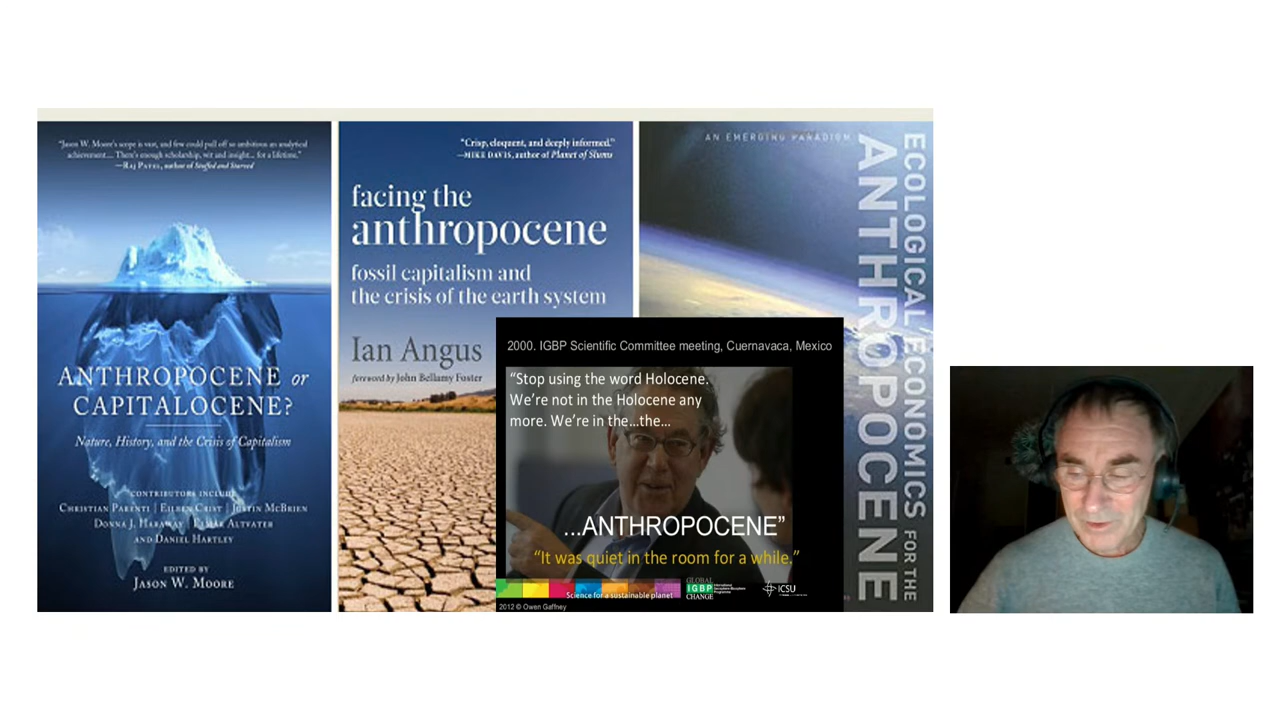 "Jason W. Moore's scope is vast, and few could pull off so ambitious an analytical
achievement.... There's enough scholarship, wit and insight... for a lifetime."
—Raj Patel, author of Stuffed and Starved
ANTHROPOCENE or
CAPITALOCENE?
Nature, History, and the Crisis of Capitalism
CONTRIBUTORS INCLUDE
Christian Parenti | Eileen Crist | Justin McBrien
Donna J. Haraway | Elmar Altvater
and Daniel Hartley
EDITED BY
Jason W. Moore
"Crisp, eloquent, and deeply informed."
—MIKE DAVIS, author of Planet of Slums
facing the
anthropocene
fossil capitalism and
the crisis of the earth system
Ian Angus
foreword by John Bellamy Foster
AN EMERGING PARADIGM
ECOLOGICAL ECONOMICS FOR THE
ANTHROPOCENE
2000. IGBP Scientific Committee meeting, Cuernavaca, Mexico
“Stop using the word Holocene.
We’re not in the Holocene any
more. We’re in the...the...
...ANTHROPOCENE”
“It was quiet in the room for a while.”
Science for a sustainable planet
GLOBAL
IGBP
CHANGE
ICSU
2012 © Owen Gaffney